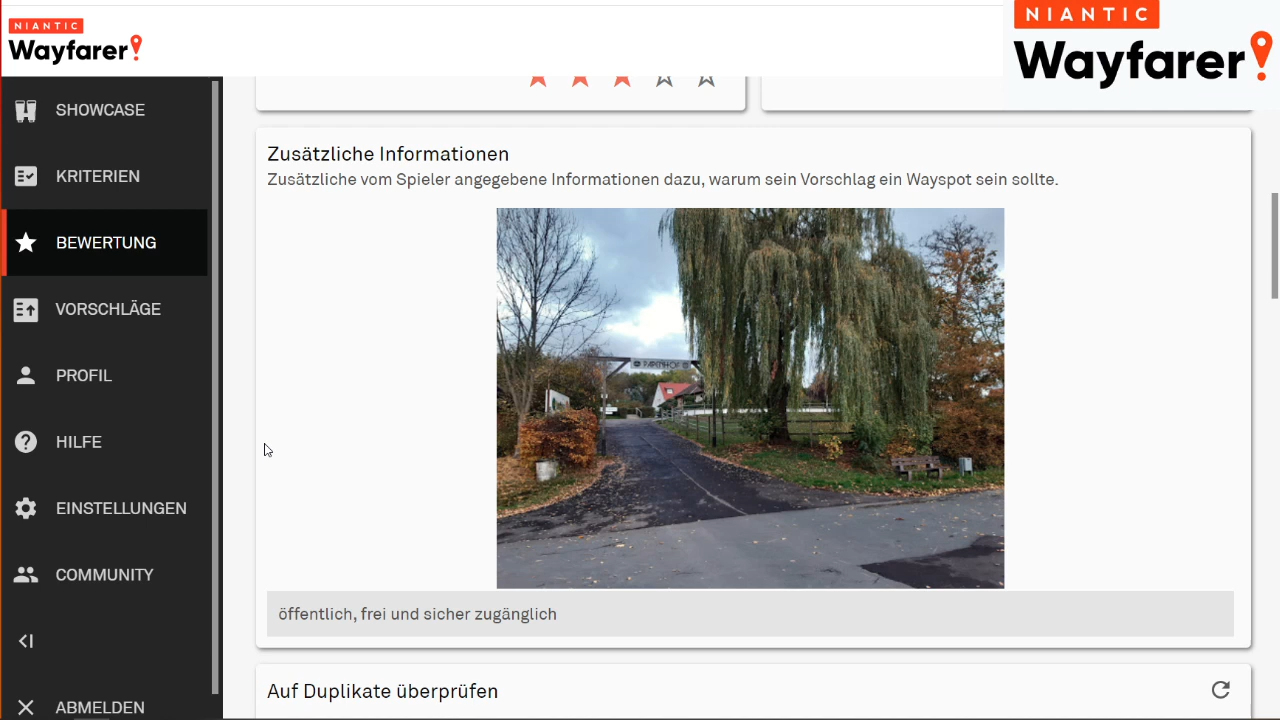 NIANTIC
Wayfarer
NIANTIC
Wayfarer
SHOWCASE
KRITERIEN
BEWERTUNG
VORSCHLÄGE
PROFIL
HILFE
EINSTELLUNGEN
COMMUNITY
ABMELDEN
Zusätzliche Informationen
Zusätzliche vom Spieler angegebene Informationen dazu, warum sein Vorschlag ein Wayspot sein sollte.
öffentlich, frei und sicher zugänglich
Auf Duplikate überprüfen